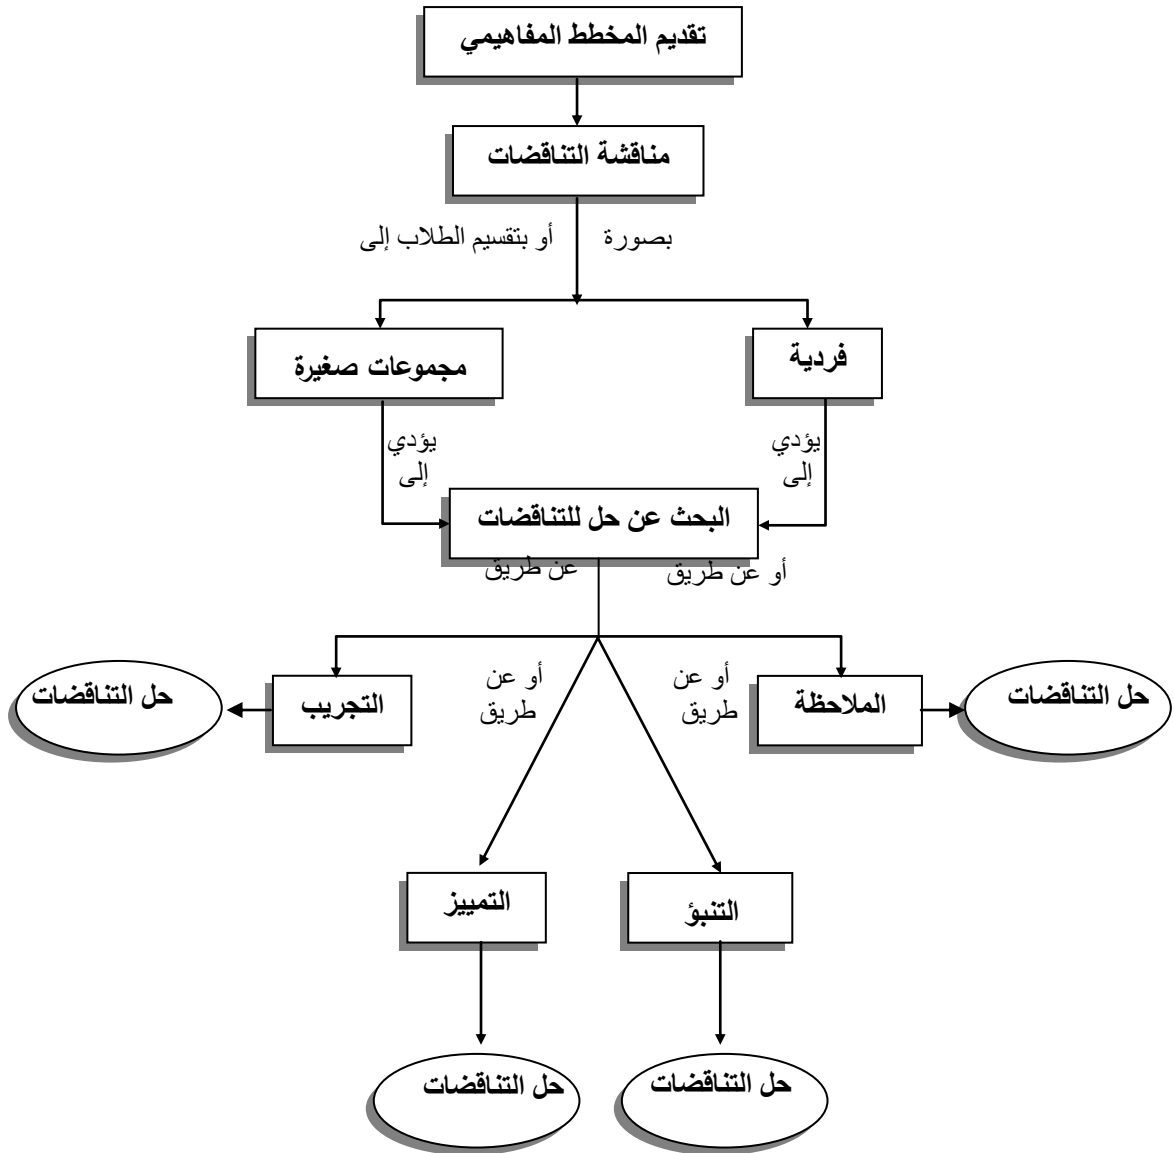 تقديم المخطط المفاهيمي
مناقشة التناقضات
بصورة
أو بتقسيم الطلاب إلى
فردية
مجموعات صغيرة
يؤدي
إلى
يؤدي
إلى
البحث عن حل للتناقضات
أو عن طريق
عن طريق
أو عن
طريق
أو عن
طريق
حل التناقضات
الملاحظة
التجريب
حل التناقضات
التنبؤ
التمييز
حل التناقضات
حل التناقضات